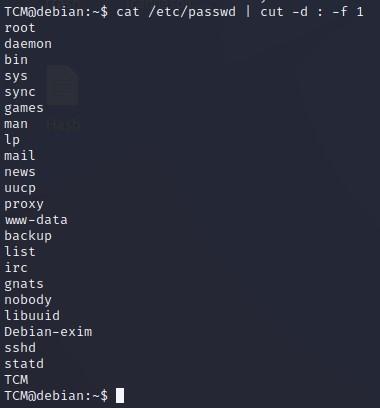 TCM@debian:~$ cat /etc/passwd | cut -d : -f 1
root
daemon
bin
sys
sync
games
man
lp
mail
news
uucp
proxy
www-data
backup
list
irc
gnats
nobody
libuuid
Debian-exim
sshd
statd
TCM
TCM@debian:~$